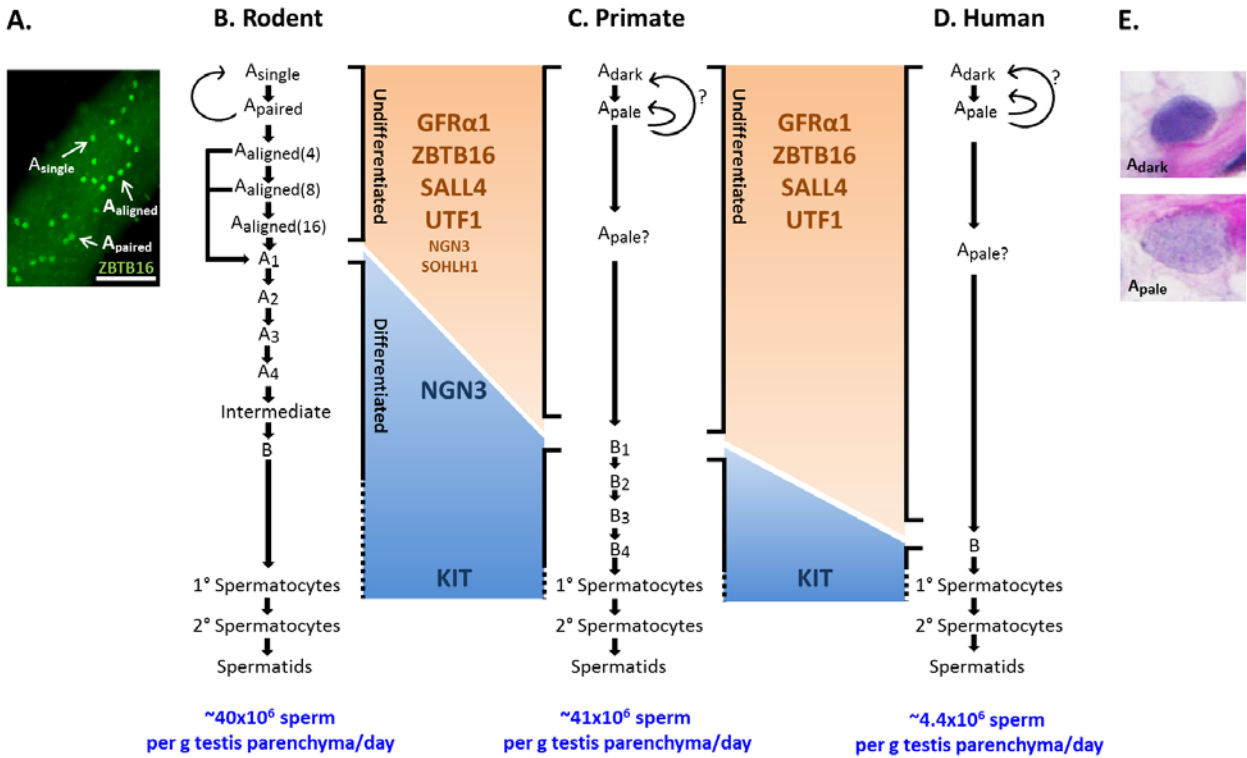 A.
B. Rodent
C. Primate
D. Human
E.
Asingle
Aaligned
Apaired
ZBTB16
Asingle
Apaired
Aaligned(4)
Aaligned(8)
Aaligned(16)
A1
A2
A3
A4
Intermediate
B
1° Spermatocytes
2° Spermatocytes
Spermatids
~40x10⁶ sperm
per g testis parenchyma/day
Undifferentiated
Differentiated
GFRα1
ZBTB16
SALL4
UTF1
NGN3
SOHLH1
NGN3
KIT
Adark
Apale
?
Apale?
B1
B2
B3
B4
1° Spermatocytes
2° Spermatocytes
Spermatids
~41x10⁶ sperm
per g testis parenchyma/day
Undifferentiated
GFRα1
ZBTB16
SALL4
UTF1
KIT
Adark
Apale
?
Apale?
B
1° Spermatocytes
2° Spermatocytes
Spermatids
~4.4x10⁶ sperm
per g testis parenchyma/day
Adark
Apale